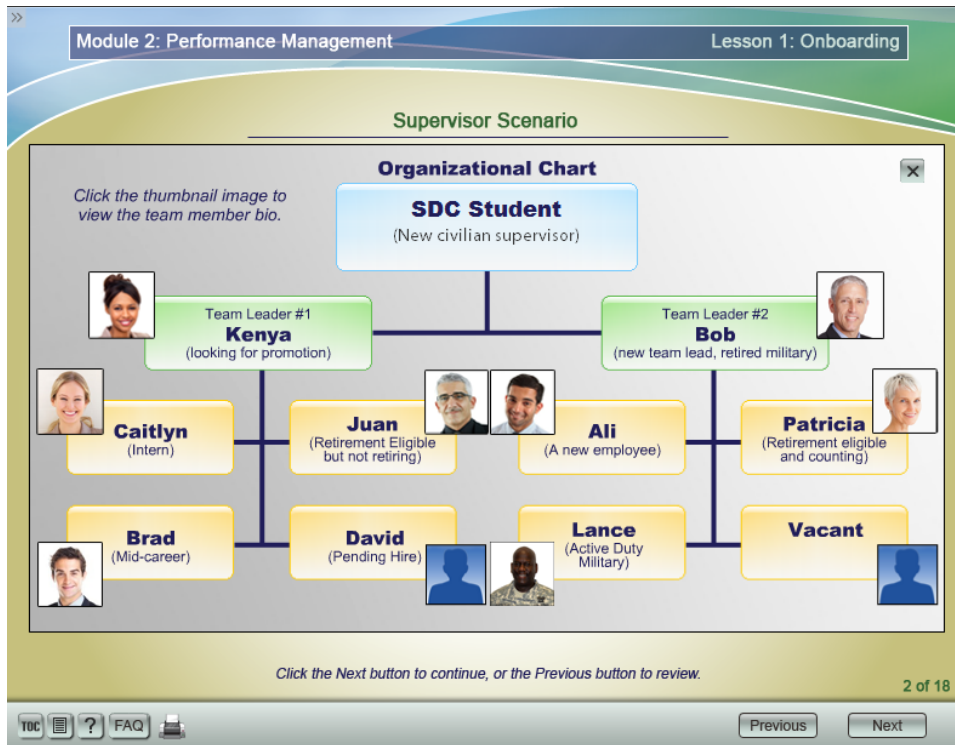 »
Module 2: Performance Management
Lesson 1: Onboarding
Supervisor Scenario
Organizational Chart
Click the thumbnail image to
view the team member bio.
SDC Student
(New civilian supervisor)
Team Leader #1
Kenya
(looking for promotion)
Team Leader #2
Bob
(new team lead, retired military)
Caitlyn
(Intern)
Juan
(Retirement Eligible
but not retiring)
Ali
(A new employee)
Patricia
(Retirement eligible
and counting)
Brad
(Mid-career)
David
(Pending Hire)
Lance
(Active Duty
Military)
Vacant
Click the Next button to continue, or the Previous button to review.
2 of 18
TOC
?
FAQ
Previous
Next